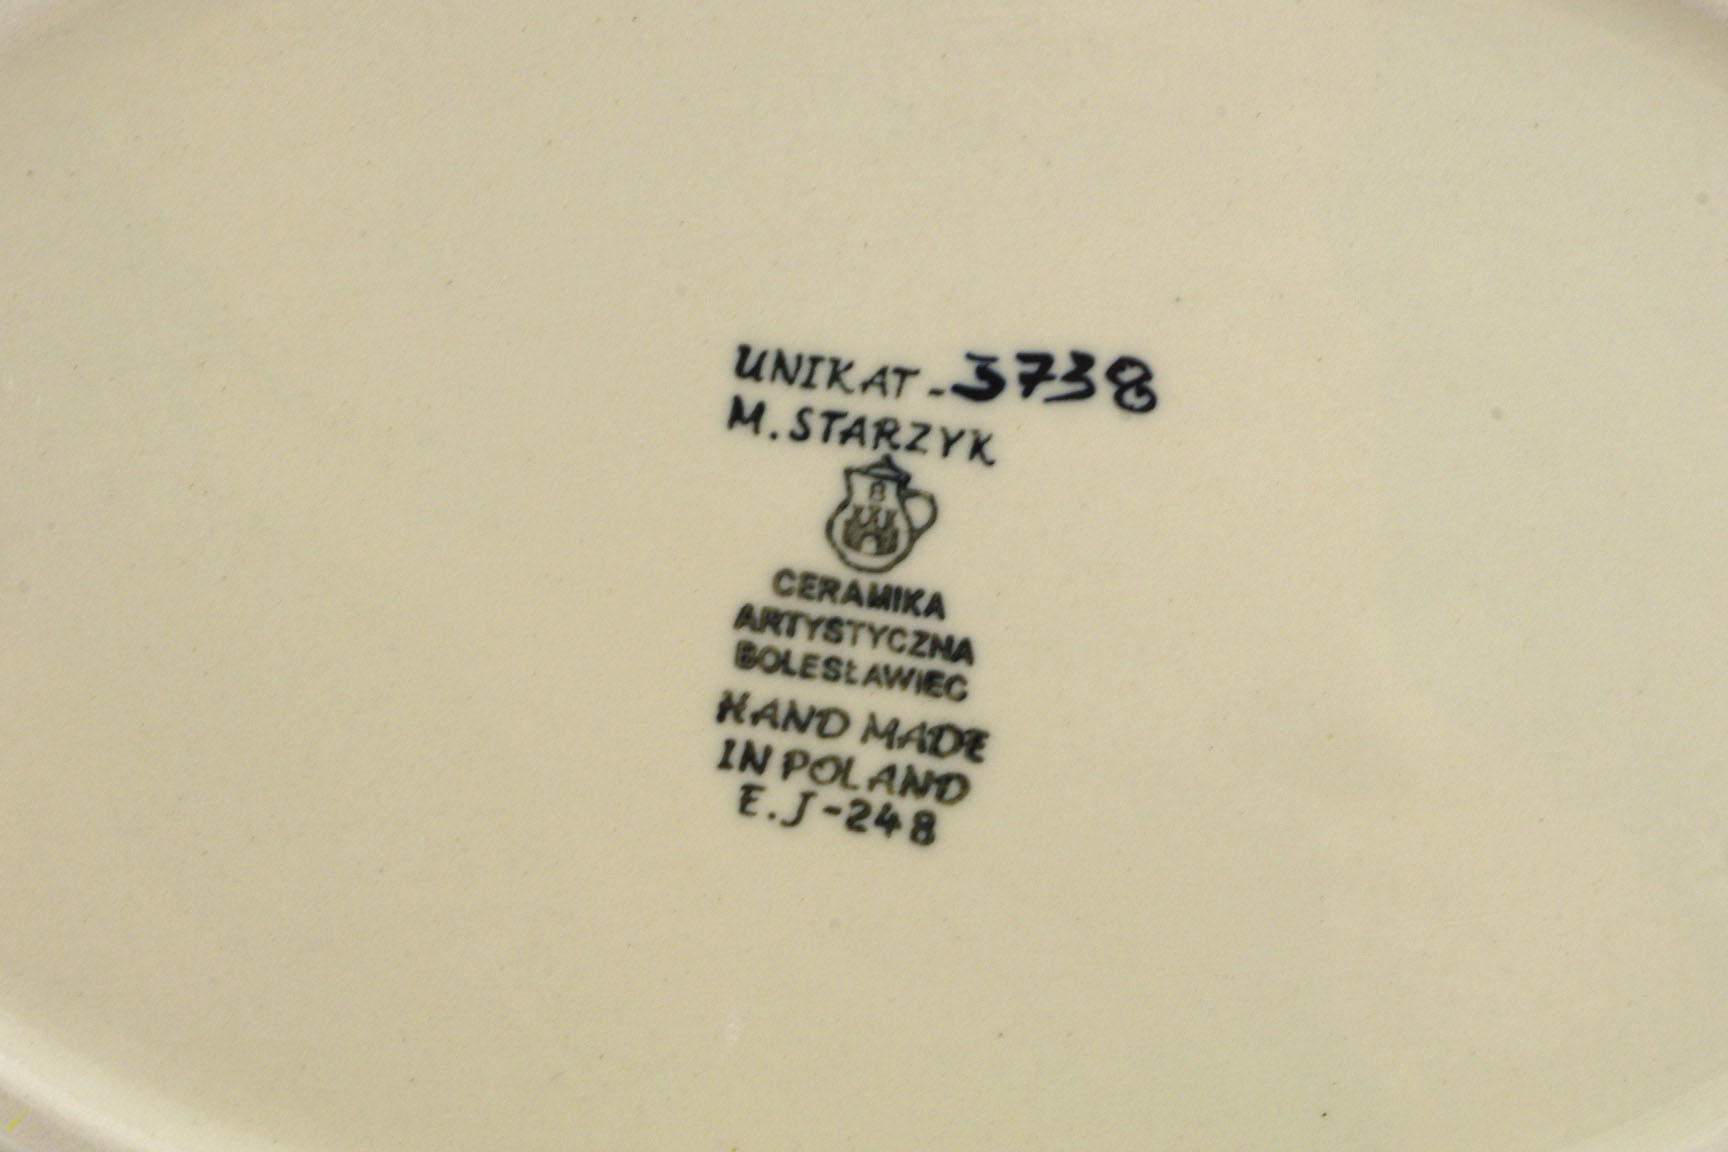 UNIKAT - 3738
M. STARZYK
B
CERAMIKA
ARTYSTYCZNA
BOLESŁAWIEC
HAND MADE
IN POLAND
E.J-248